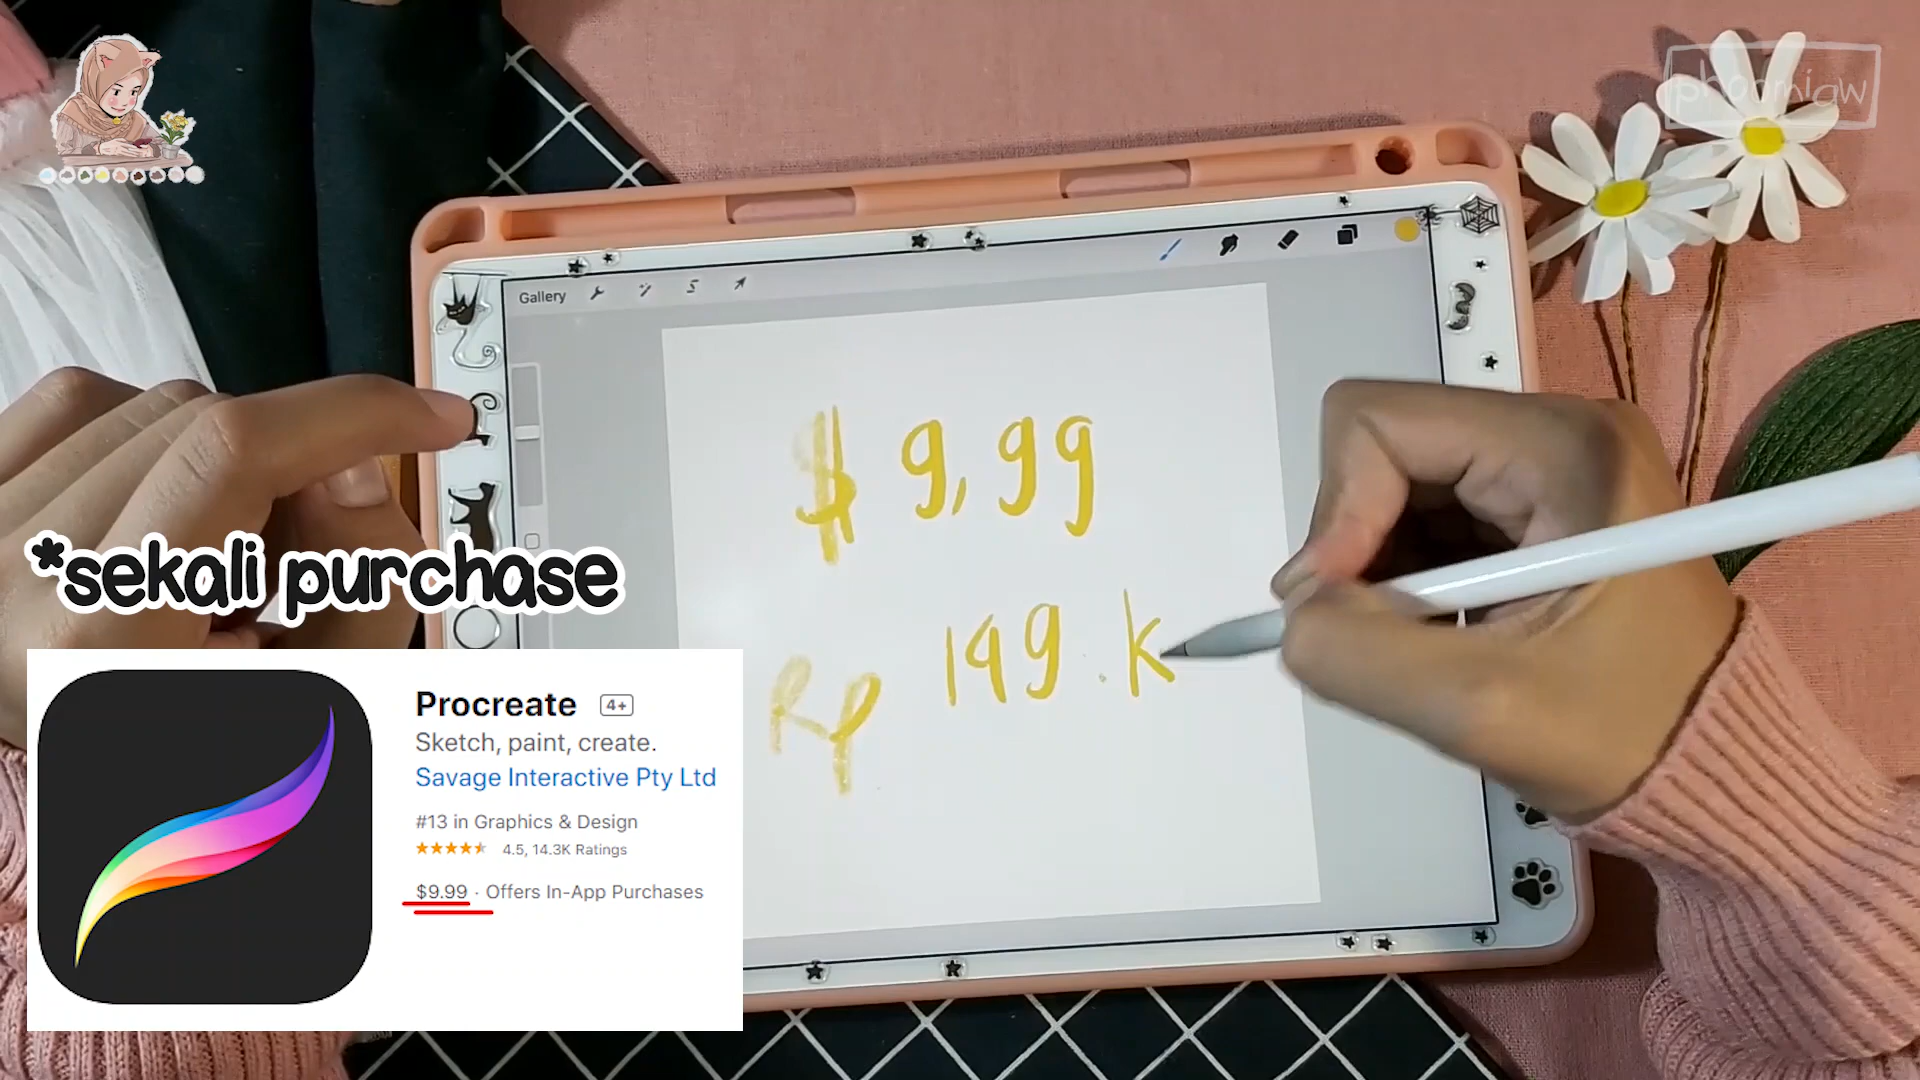 phoomiaw
Gallery
$ 9,99
Rp 149.k
*sekali purchase
Procreate 4+
Sketch, paint, create.
Savage Interactive Pty Ltd
#13 in Graphics & Design
★★★★★ 4.5, 14.3K Ratings
$9.99 · Offers In-App Purchases